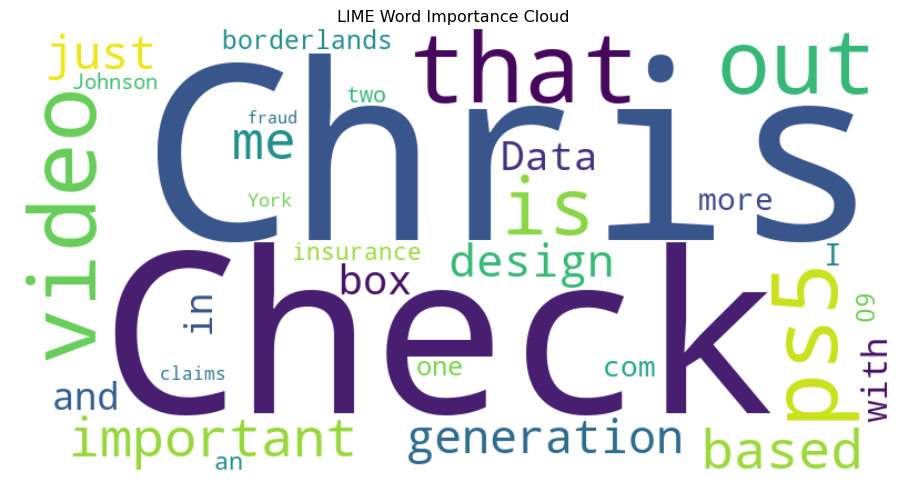 LIME Word Importance Cloud
just
borderlands
that
out
Johnson
Chris
video
two
fraud
me
Data
is
York
more
insurance
design
box
I
ps5
Check
in
09
one
com
claims
with
and
important
generation
based
an